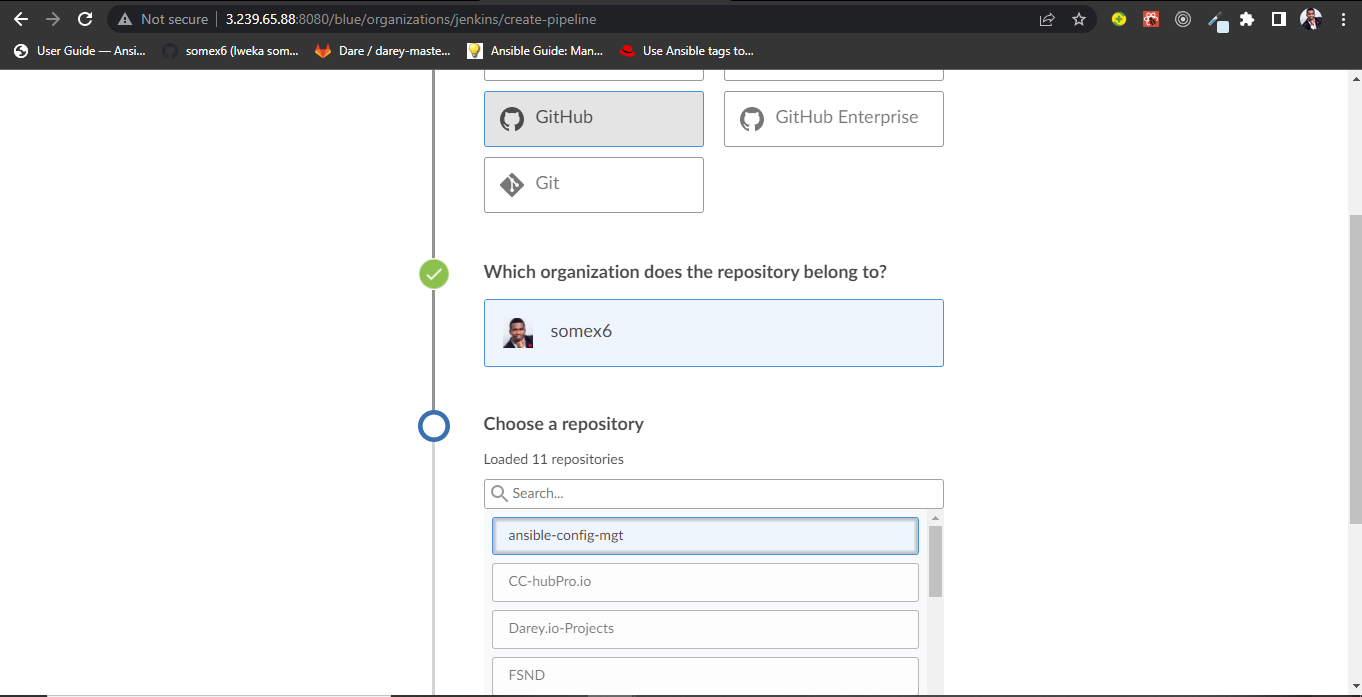 Not secure 3.239.65.88:8080/blue/organizations/jenkins/create-pipeline
User Guide — Ansi... somex6 (Iweka som... Dare / darey-maste... Ansible Guide: Man... Use Ansible tags to...
GitHub GitHub Enterprise
Git
Which organization does the repository belong to?
somex6
Choose a repository
Loaded 11 repositories
Search...
ansible-config-mgt
CC-hubPro.io
Darey.io-Projects
FSND